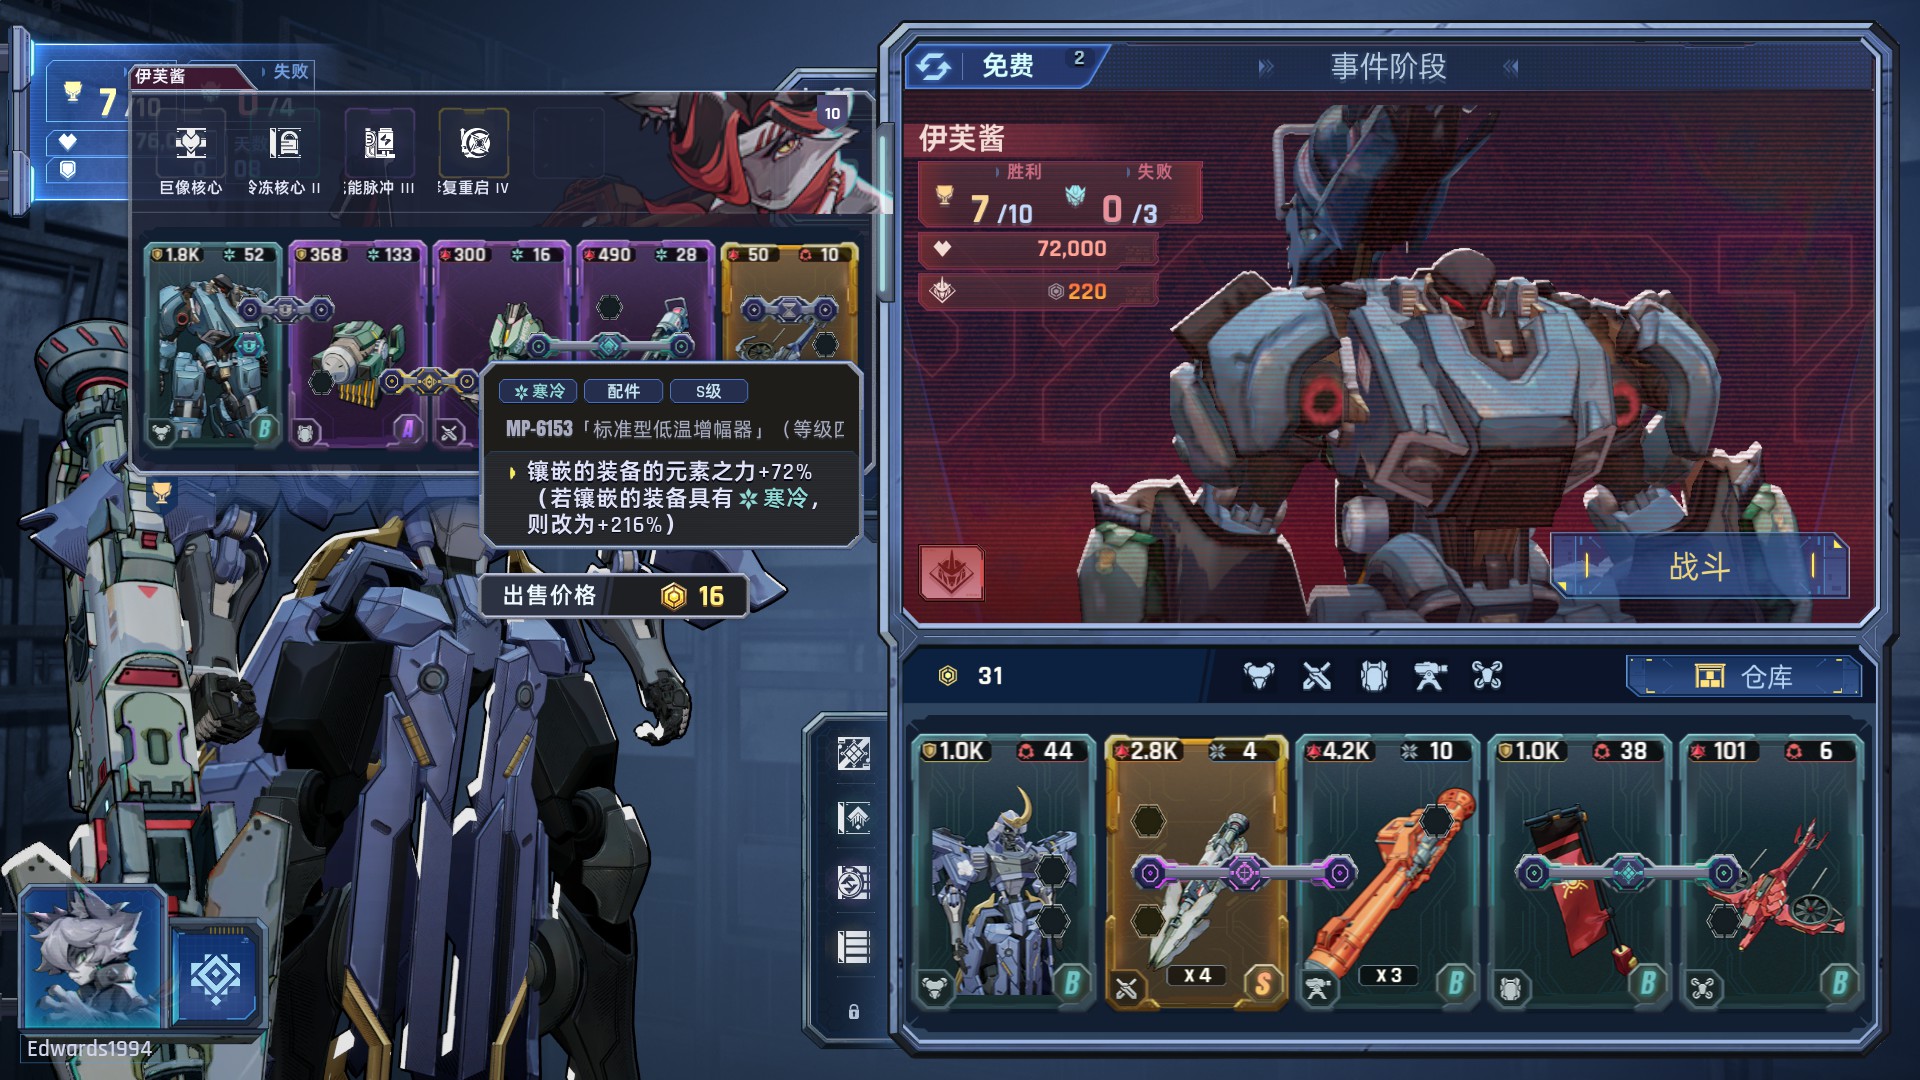 失败
7/10
0/4
伊芙酱
10
巨像核心
冷冻核心 II
能脉冲 III
复重启 IV
1.8K 52
368 133
300 16
490 28
50 10
B
A
寒冷 配件 S级
MP-6153「标准型低温增幅器」（等级
镶嵌的装备的元素之力+72%
（若镶嵌的装备具有寒冷，
则改为+216%）
出售价格 16
Edwards1994
免费 2
事件阶段
伊芙酱
胜利 失败
7/10 0/3
72,000
220
战斗
31
仓库
1.0K 44
2.8K 4
4.2K 10
1.0K 38
101 6
B
x4 S
x3 B
B
B